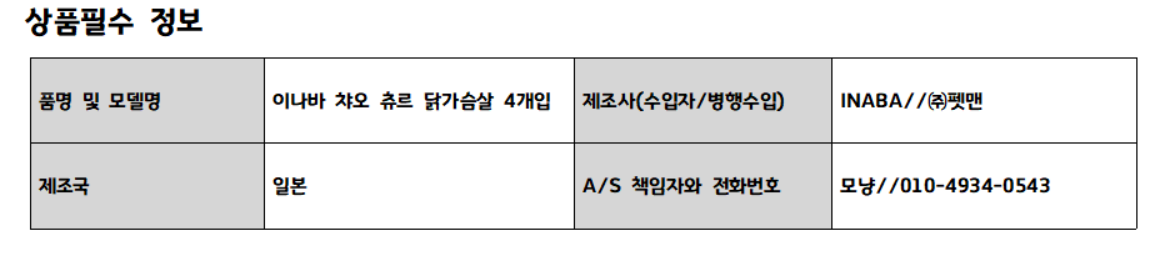 상품필수 정보
품명 및 모델명 이나바 챠오 츄르 닭가슴살 4개입 제조사(수입자/병행수입) INABA//㈜펫맨
제조국 일본 A/S 책임자와 전화번호 모냥//010-4934-0543